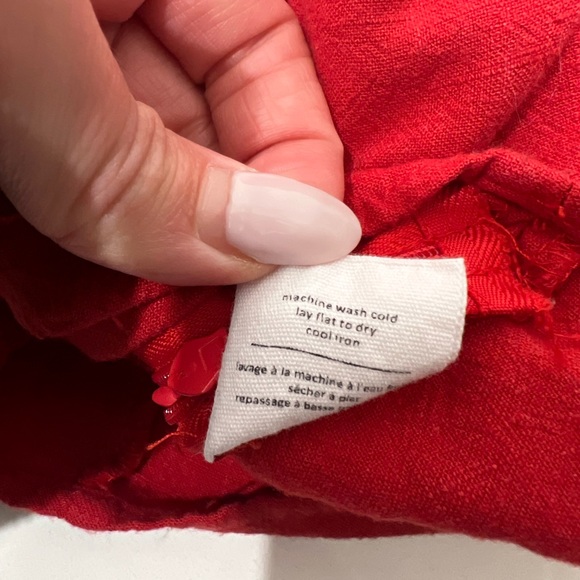 machine wash cold
lay flat to dry
cool iron
lavage à la machine à l'eau
sécher à
repassage à basse